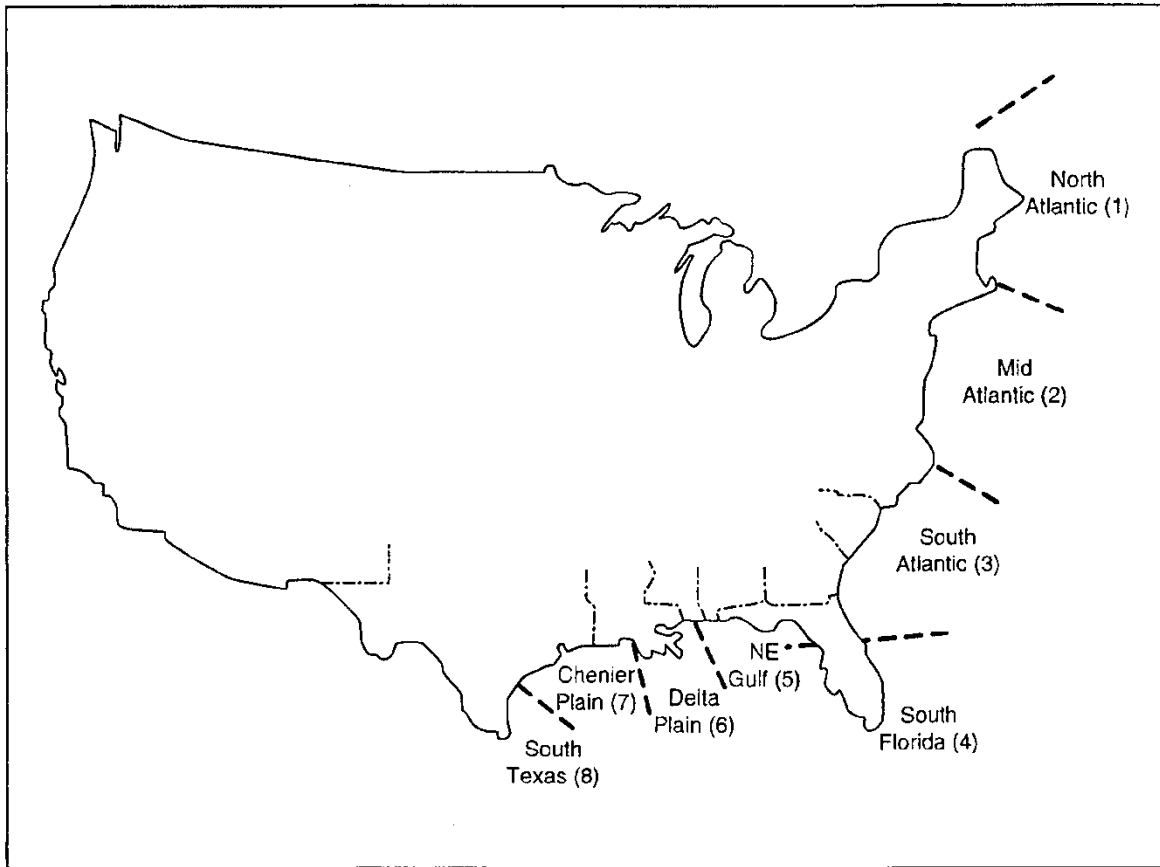 North
Atlantic (1)
Mid
Atlantic (2)
South
Atlantic (3)
South
Florida (4)
NE
Gulf (5)
Delta
Plain (6)
Chenier
Plain (7)
South
Texas (8)